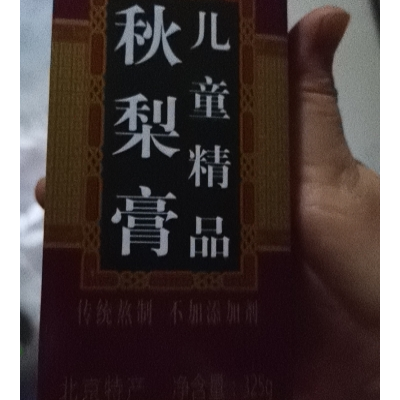 儿童精品
秋梨膏
传统熬制 不加添加剂
北京特产 净含量:325g